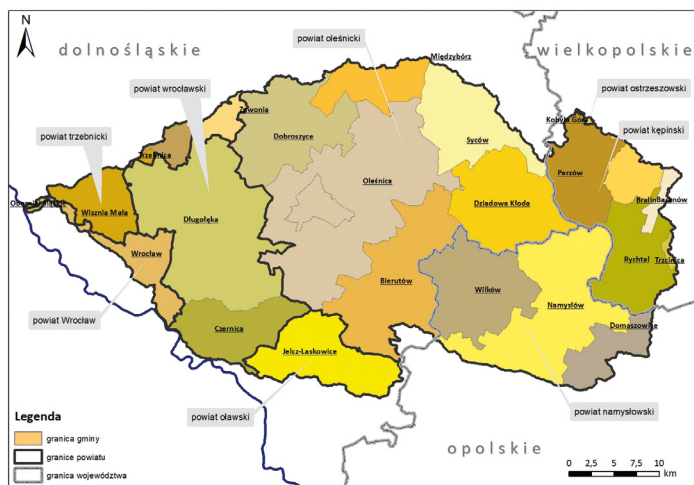 N
dolnośląskie
powiat oleśnicki
Międzybórz
wielkopolskie
powiat wrocławski
powiat ostrzeszowski
Zawonia
Kobyla Góra
powiat trzebnicki
powiat kępiński
Dobroszyce
Syców
Trzebnica
Perzów
Oleśnica
Oborniki Śląskie
Wisznia Mała
Długołęka
Dziadowa Kłoda
Bralin
Baranów
Wrocław
Rychtal
Trzcinica
Bierutów
Wilków
Namysłów
powiat Wrocław
Czernica
Domaszowice
Jelcz-Laskowice
powiat oławski
powiat namysłowski
Legenda
granica gminy
granice powiatu
granica województwa
opolskie
0 2,5 5 7,5 10
km